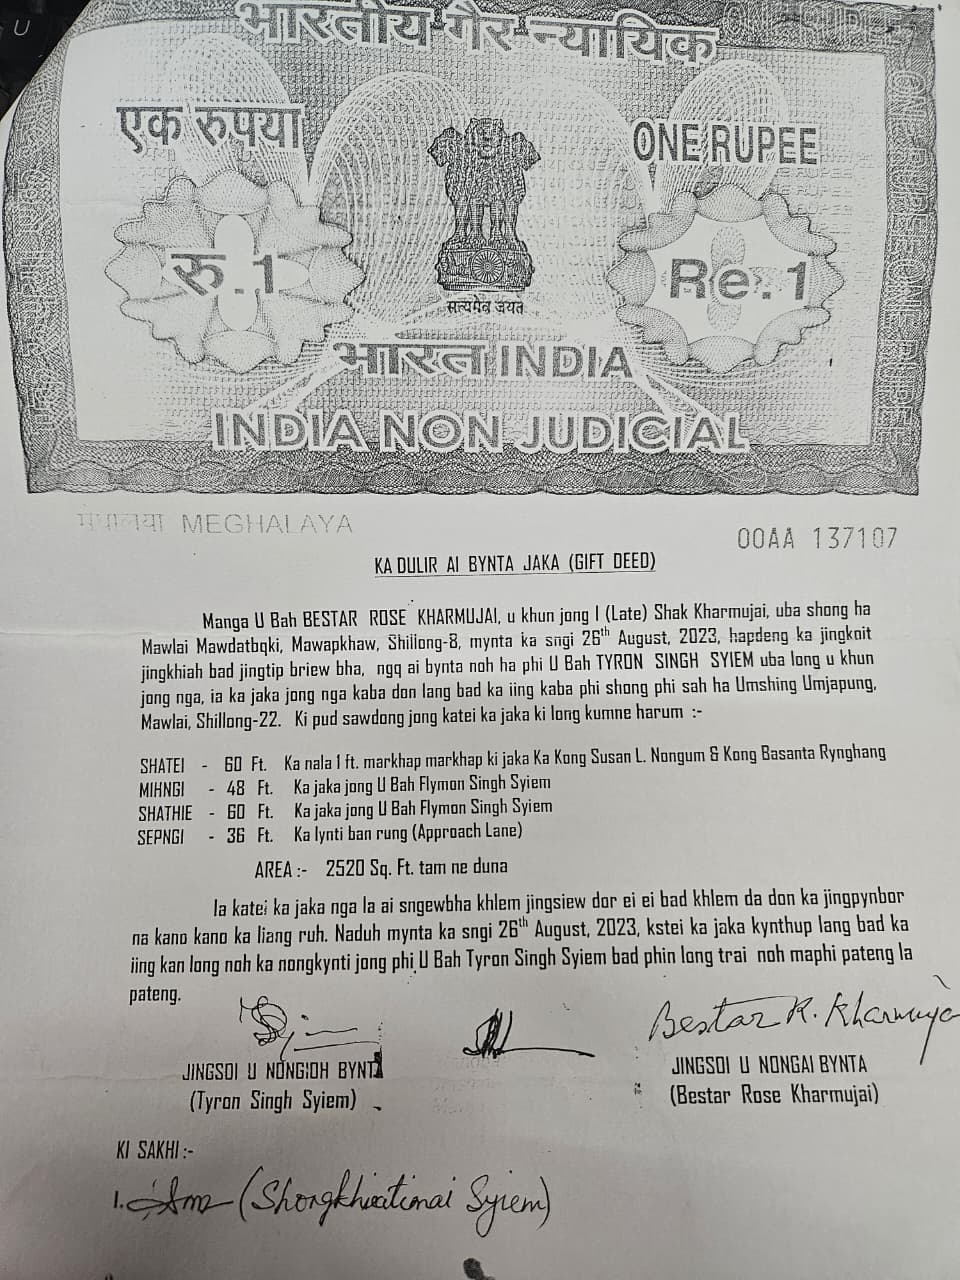 भारतीय गैर न्यायिक
एक रुपया
ONE RUPEE
रु.1
Re.1
सत्यमेव जयते
भारत INDIA
INDIA NON JUDICIAL
मेघालया MEGHALAYA
00AA 137107
KA DULIR AI BYNTA JAKA (GIFT DEED)
Manga U Bah BESTAR ROSE KHARMUJAI, u khun jong I (Late) Shak Kharmujai, uba shong ha
Mawlai Mawdatbqki, Mawapkhaw, Shillong-8, mynta ka sngi 26th August, 2023, hapdeng ka jingkoit
jingkhiah bad jingtip briew bha, ngq ai bynta noh ha phi U Bah TYRON SINGH SYIEM uba long u khun
jong nga, ia ka jaka jong nga kaba don lang bad ka iing kaba phi shong phi sah ha Umshing Umjapung,
Mawlai, Shillong-22. Ki pud sawdong jong katei ka jaka ki long kumne harum :-
SHATEI - 60 Ft. Ka nala 1 ft. markhap markhap ki jaka Ka Kong Susan L. Nongum & Kong Basanta Rynghang
MIHNGI - 48 Ft. Ka jaka jong U Bah Flymon Singh Syiem
SHATHIE - 60 Ft. Ka jaka jong U Bah Flymon Singh Syiem
SEPNGI - 36 Ft. Ka lynti ban rung (Approach Lane)
AREA :- 2520 Sq. Ft. tam ne duna
Ia katei ka jaka nga la ai sngewbha khlem jingsiew dor ei ei bad khlem da don ka jingpynbor
na kano kano ka liang ruh. Naduh mynta ka sngi 26th August, 2023, kstei ka jaka kynthup lang bad ka
iing kan long noh ka nongkynti jong phi U Bah Tyron Singh Syiem bad phin long trai noh maphi pateng la
pateng.
Bestar R. Kharmujai
JINGSOI U NONGIOH BYNTA
JINGSOI U NONGAI BYNTA
(Tyron Singh Syiem)
(Bestar Rose Kharmujai)
KI SAKHI :-
1. (Shongkhiatimai Syiem)